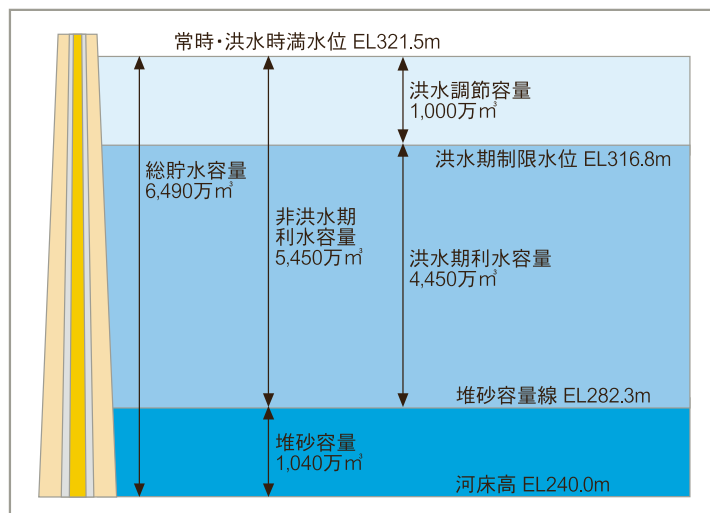 常時・洪水時満水位 EL321.5m
洪水調節容量
1,000万㎥
洪水期制限水位 EL316.8m
総貯水容量
6,490万㎥
非洪水期
利水容量
5,450万㎥
洪水期利水容量
4,450万㎥
堆砂容量線 EL282.3m
堆砂容量
1,040万㎥
河床高 EL240.0m